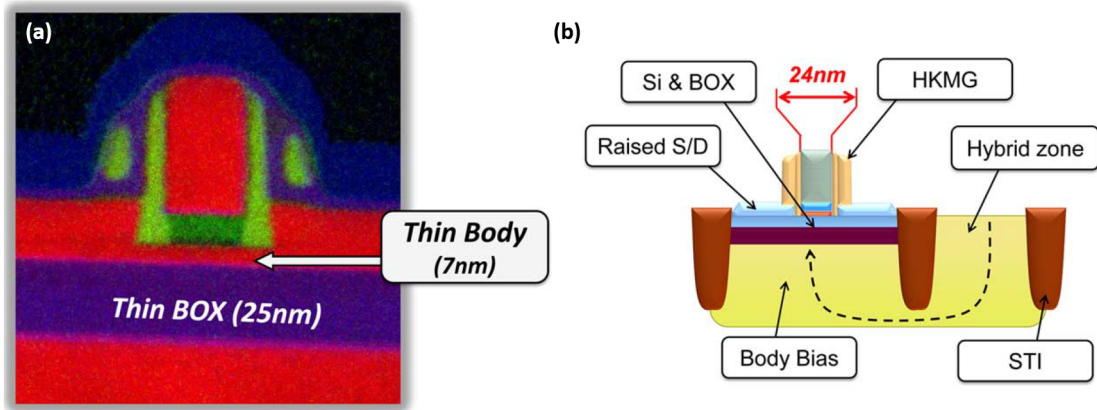 (a)
Thin Body
(7nm)
Thin BOX (25nm)
(b)
24nm
Si & BOX
HKMG
Raised S/D
Hybrid zone
Body Bias
STI